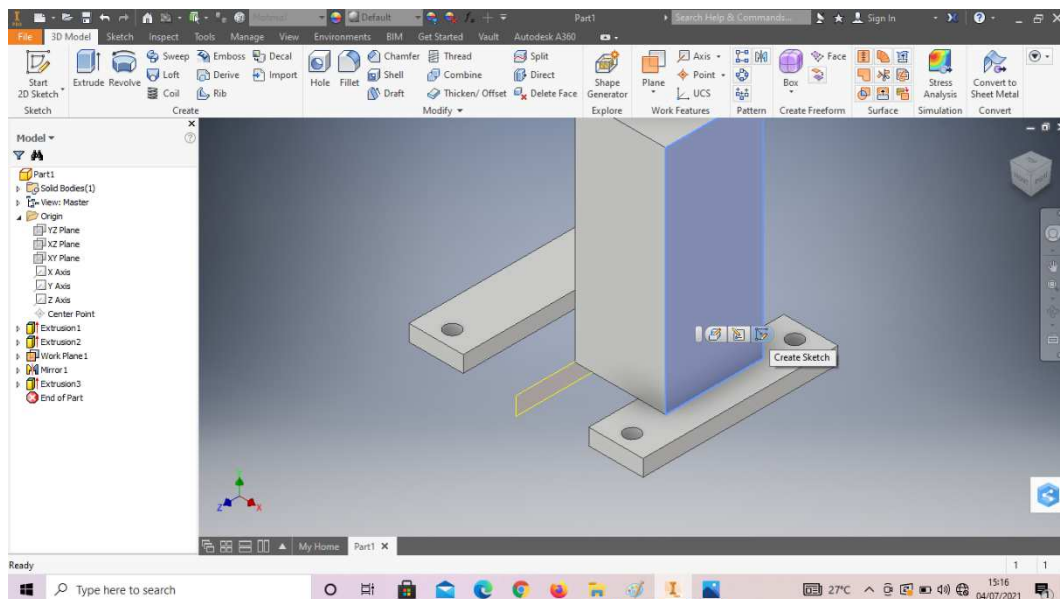 Material
Default
Part1
Search Help & Commands...
Sign In
File 3D Model Sketch Inspect Tools Manage View Environments BIM Get Started Vault Autodesk A360
Start
2D Sketch
Extrude Revolve
Sweep Emboss Decal
Loft Derive Import
Coil Rib
Hole Fillet
Chamfer Thread
Shell Combine
Draft Thicken/ Offset
Split
Direct
Delete Face
Shape
Generator
Plane
Axis
Point
UCS
Box
Face
Stress
Analysis
Convert to
Sheet Metal
Sketch Create Modify Explore Work Features Pattern Create Freeform Surface Simulation Convert
Model
Part1
Solid Bodies(1)
View: Master
Origin
YZ Plane
XZ Plane
XY Plane
X Axis
Y Axis
Z Axis
Center Point
Extrusion1
Extrusion2
Work Plane1
Mirror1
Extrusion3
End of Part
Create Sketch
Z X
My Home Part1
Ready 1 1
Type here to search
27°C
15:16
04/07/2021